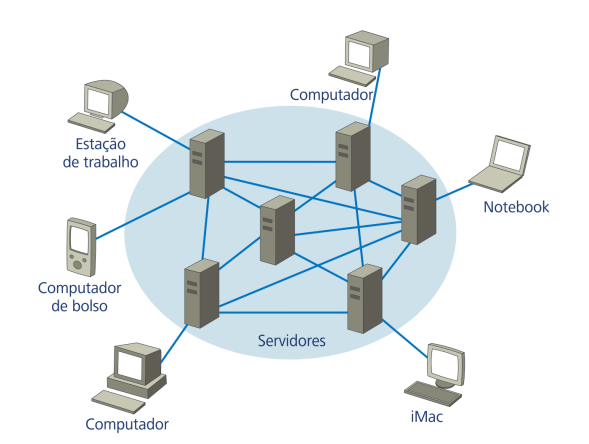 Computador
Estação
de trabalho
Notebook
Computador
de bolso
Servidores
iMac
Computador